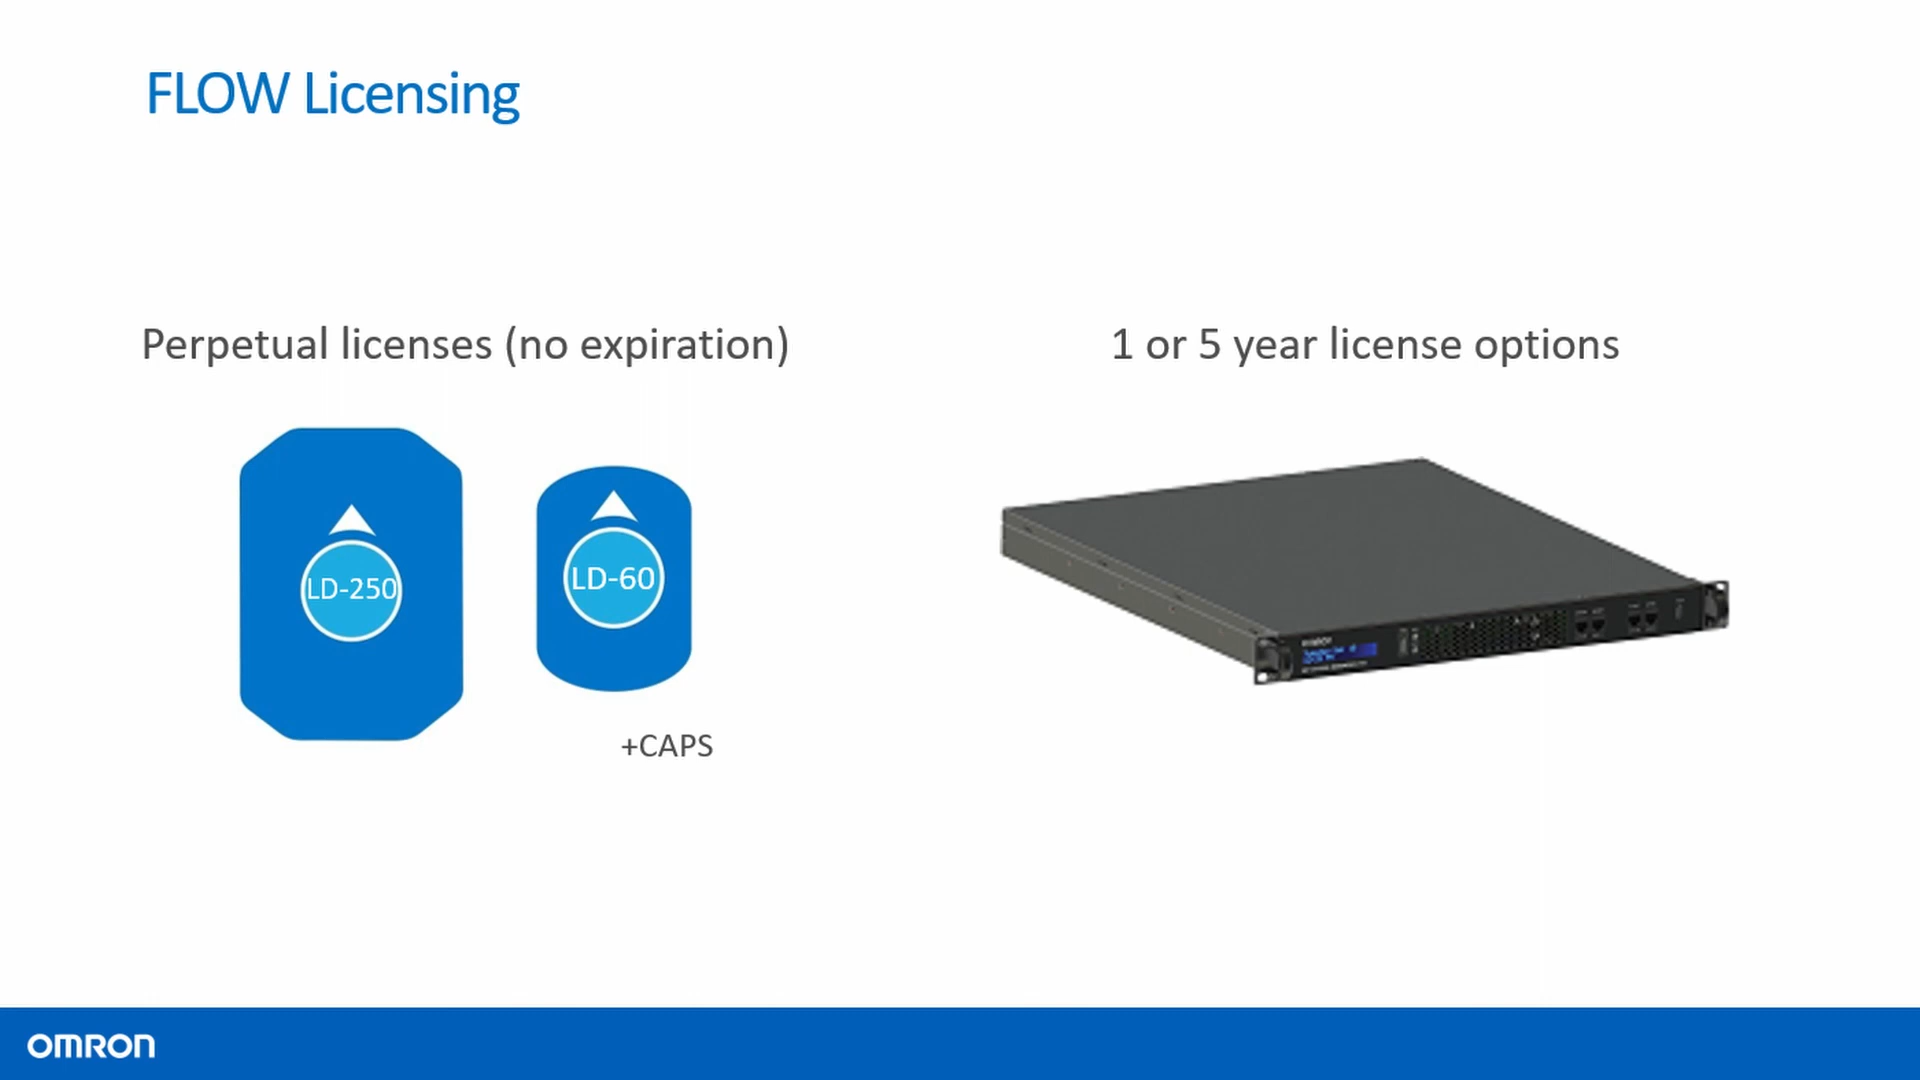 FLOW Licensing
Perpetual licenses (no expiration)
1 or 5 year license options
LD-250
LD-60
+CAPS
OMRON